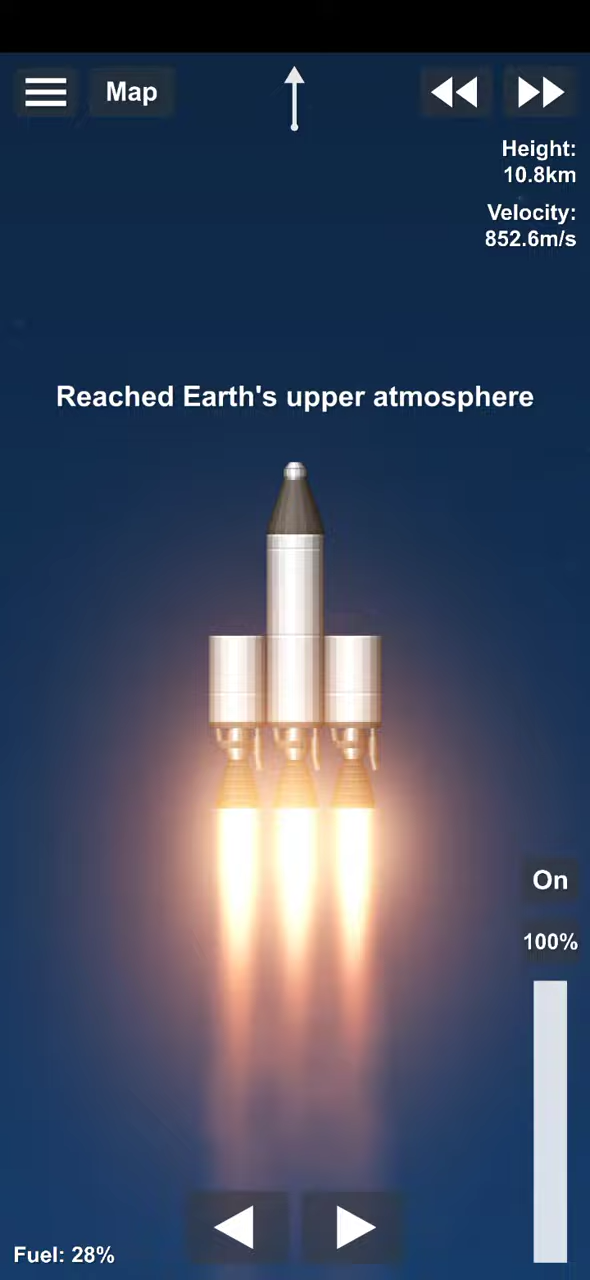 Map
Height:
10.8km
Velocity:
852.6m/s
Reached Earth's upper atmosphere
On
100%
Fuel: 28%